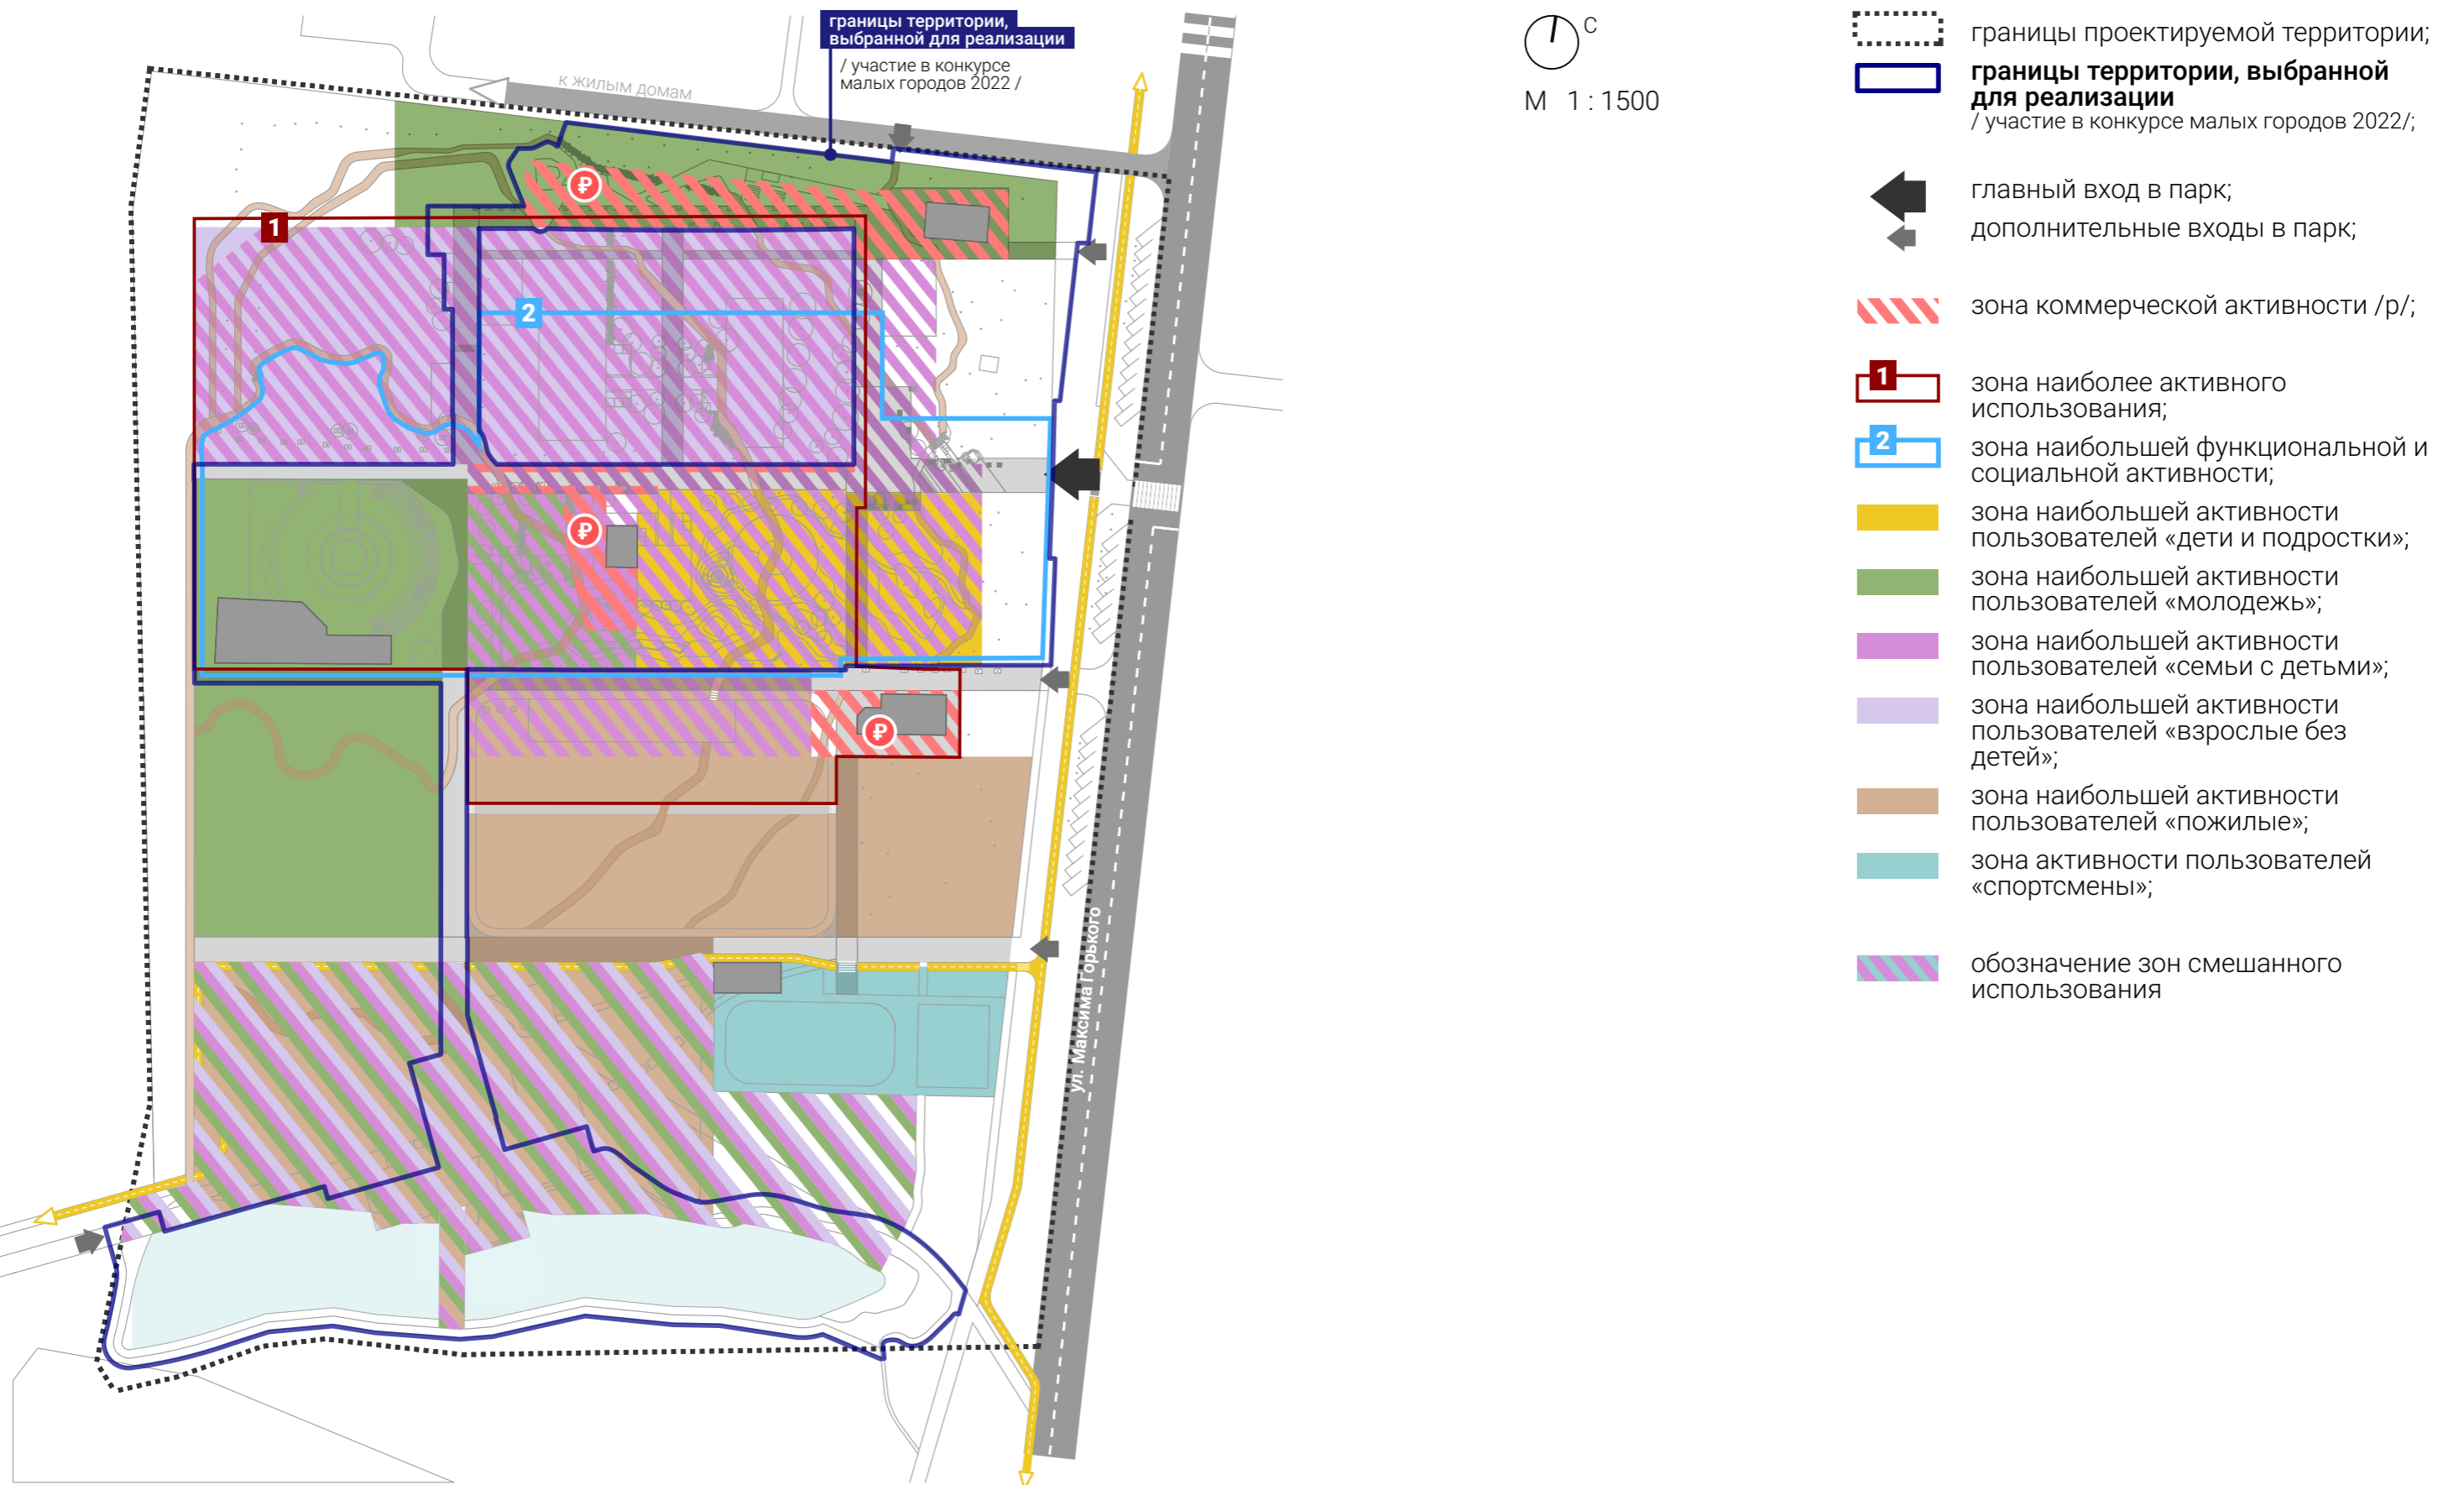 границы территории,
выбранной для реализации
/ участие в конкурсе
малых городов 2022 /
к жилым домам
1
2
₽
₽
₽
ул. Максима Горького
С
М 1 : 1500
границы проектируемой территории;
границы территории, выбранной
для реализации
/ участие в конкурсе малых городов 2022/;
главный вход в парк;
дополнительные входы в парк;
зона коммерческой активности /р/;
1
зона наиболее активного
использования;
2
зона наибольшей функциональной и
социальной активности;
зона наибольшей активности
пользователей «дети и подростки»;
зона наибольшей активности
пользователей «молодежь»;
зона наибольшей активности
пользователей «семьи с детьми»;
зона наибольшей активности
пользователей «взрослые без
детей»;
зона наибольшей активности
пользователей «пожилые»;
зона активности пользователей
«спортсмены»;
обозначение зон смешанного
использования